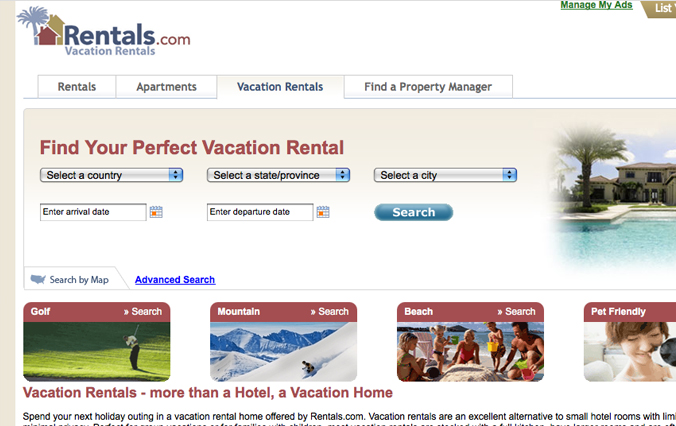 Manage My Ads
List
Rentals.com
Vacation Rentals
Rentals
Apartments
Vacation Rentals
Find a Property Manager
Find Your Perfect Vacation Rental
Select a country
Select a state/province
Select a city
Enter arrival date
Enter departure date
Search
Search by Map
Advanced Search
Golf » Search
Mountain » Search
Beach » Search
Pet Friendly
Vacation Rentals - more than a Hotel, a Vacation Home
Spend your next holiday outing in a vacation rental home offered by Rentals.com. Vacation rentals are an excellent alternative to small hotel rooms with